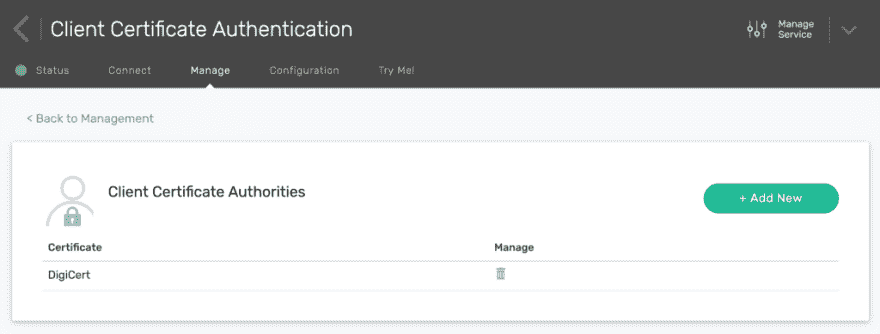 Client Certificate Authentication
Manage
Service
Status Connect Manage Configuration Try Me!
< Back to Management
Client Certificate Authorities
+ Add New
Certificate Manage
DigiCert